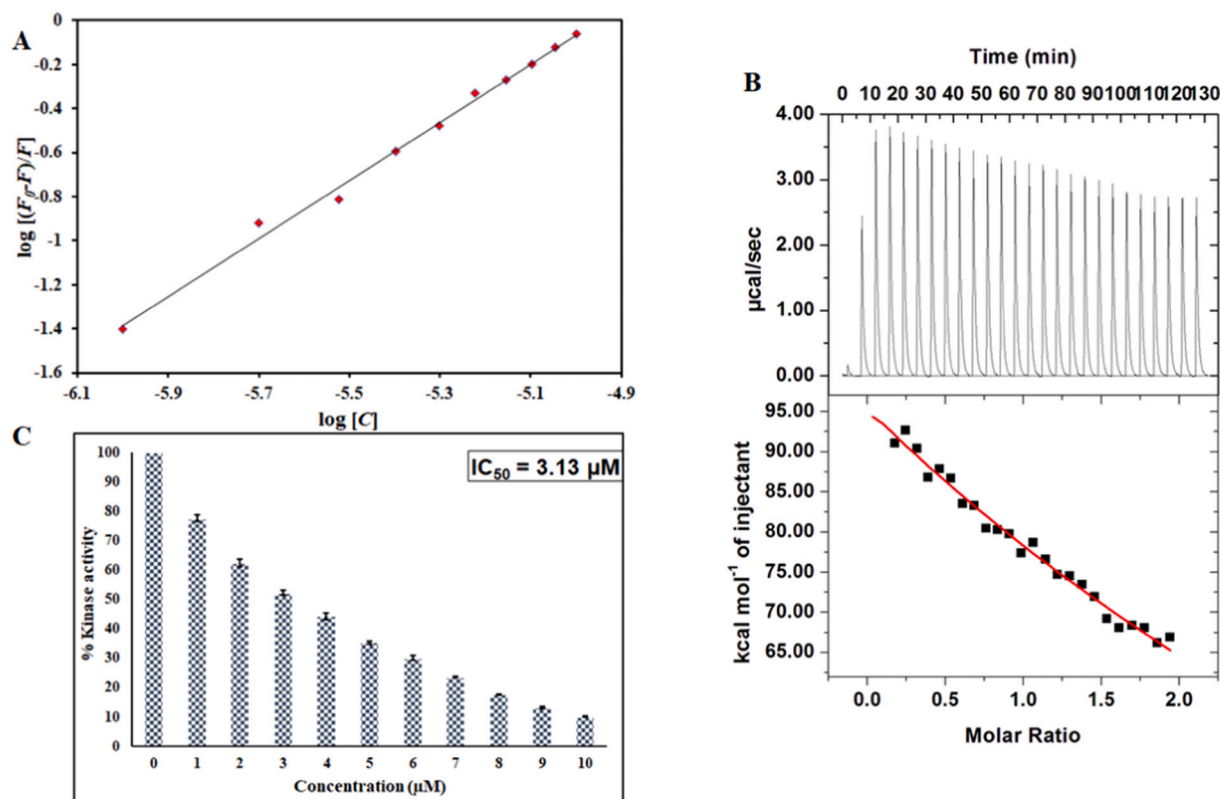 A
0
-0.2
-0.4
-0.6
-0.8
-1
-1.2
-1.4
-1.6
log [(F0-F)/F]
-6.1 -5.9 -5.7 -5.5 -5.3 -5.1 -4.9
log [C]
B
Time (min)
0 10 20 30 40 50 60 70 80 90 100 110 120 130
4.00
3.00
2.00
1.00
0.00
µcal/sec
95.00
90.00
85.00
80.00
75.00
70.00
65.00
kcal mol-1 of injectant
0.0 0.5 1.0 1.5 2.0
Molar Ratio
C
IC50 = 3.13 µM
100
90
80
70
60
50
40
30
20
10
0
% Kinase activity
0 1 2 3 4 5 6 7 8 9 10
Concentration (µM)